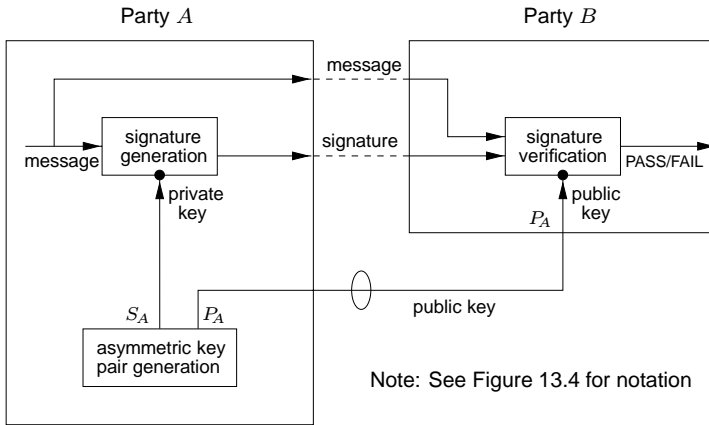 Party A
Party B
message
signature
generation
message
signature
signature
verification
PASS/FAIL
private
key
public
key
P_A
S_A
P_A
public key
asymmetric key
pair generation
Note: See Figure 13.4 for notation